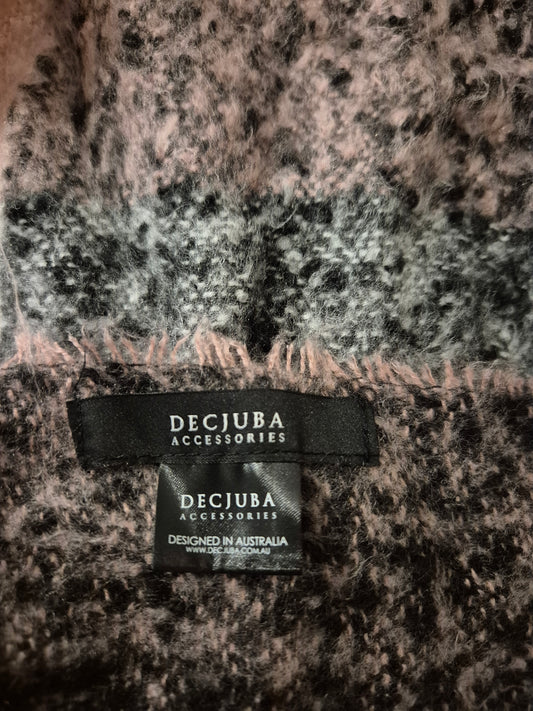 DECJUBA
ACCESSORIES
DECJUBA
ACCESSORIES
DESIGNED IN AUSTRALIA
WWW.DECJUBA.COM.AU